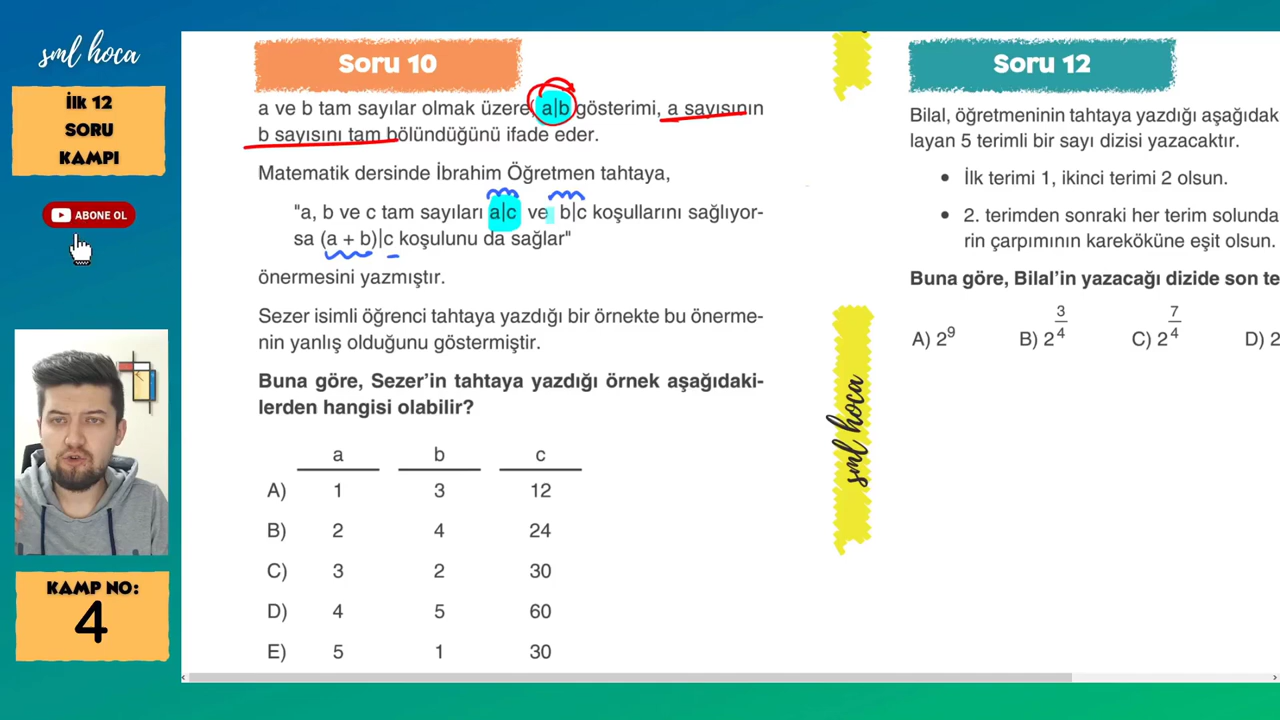 sml hoca
İlk 12
SORU
KAMPI
ABONE OL
KAMP NO:
4
Soru 10
a ve b tam sayılar olmak üzere, a|b gösterimi, a sayısının
b sayısını tam bölündüğünü ifade eder.
Matematik dersinde İbrahim Öğretmen tahtaya,
"a, b ve c tam sayıları a|c ve b|c koşullarını sağlıyor-
sa (a + b)|c koşulunu da sağlar"
önermesini yazmıştır.
Sezer isimli öğrenci tahtaya yazdığı bir örnekte bu önerme-
nin yanlış olduğunu göstermiştir.
Buna göre, Sezer'in tahtaya yazdığı örnek aşağıdaki-
lerden hangisi olabilir?
a b c
A) 1 3 12
B) 2 4 24
C) 3 2 30
D) 4 5 60
E) 5 1 30
sml hoca
Soru 12
Bilal, öğretmeninin tahtaya yazdığı aşağıdak
layan 5 terimli bir sayı dizisi yazacaktır.
• İlk terimi 1, ikinci terimi 2 olsun.
• 2. terimden sonraki her terim solunda
rin çarpımının kareköküne eşit olsun.
Buna göre, Bilal'in yazacağı dizide son te
A) 2^9 B) 2^(3/4) C) 2^(7/4) D) 2